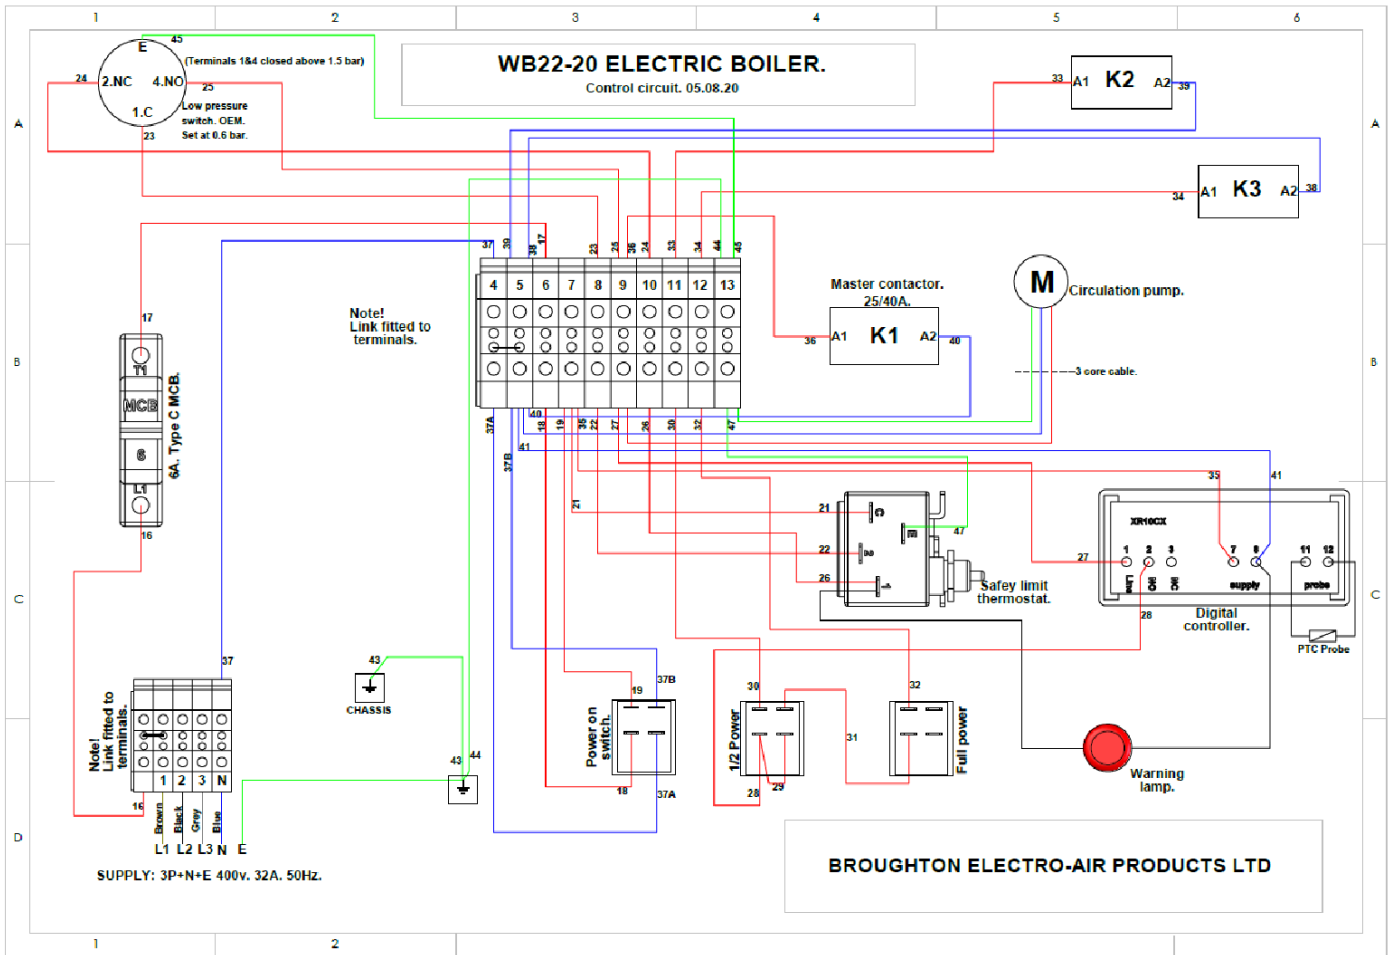 1 2 3 4 5 6
45
E
(Terminals 1&4 closed above 1.5 bar)
24
2.NC 4.NO
25
Low pressure
switch. OEM.
Set at 0.6 bar.
1.C
23
WB22-20 ELECTRIC BOILER.
Control circuit. 05.08.20
33 A1 K2 A2 39
34 A1 K3 A2 38
A A
37 39 38 17 23 25 36 24 33 34 44 45
4 5 6 7 8 9 10 11 12 13
Note!
Link fitted to
terminals.
Master contactor.
25/40A.
36 A1 K1 A2 40
M
Circulation pump.
3 core cable.
B B
17
T1
MCB
6
L1
16
6A. Type C MCB.
37A 37B 41 40 18 19 35 22 27 26 30 32 47
21
21
22
26
47
Safey limit
thermostat.
35 41
XR10CX
27
1 2 3 7 8 11 12
Line NO NC supply probe
28
Digital
controller.
PTC Probe
C C
37
Note!
Link fitted to
terminals.
1 2 3 N
16
Brown Black Grey Blue
L1 L2 L3 N E
SUPPLY: 3P+N+E 400v. 32A. 50Hz.
43
CHASSIS
43 44
19 37B
Power on
switch.
18 37A
30
1/2 Power
28 29
31
32
Full power
Warning
lamp.
D D
BROUGHTON ELECTRO-AIR PRODUCTS LTD
1 2 3 4 5 6